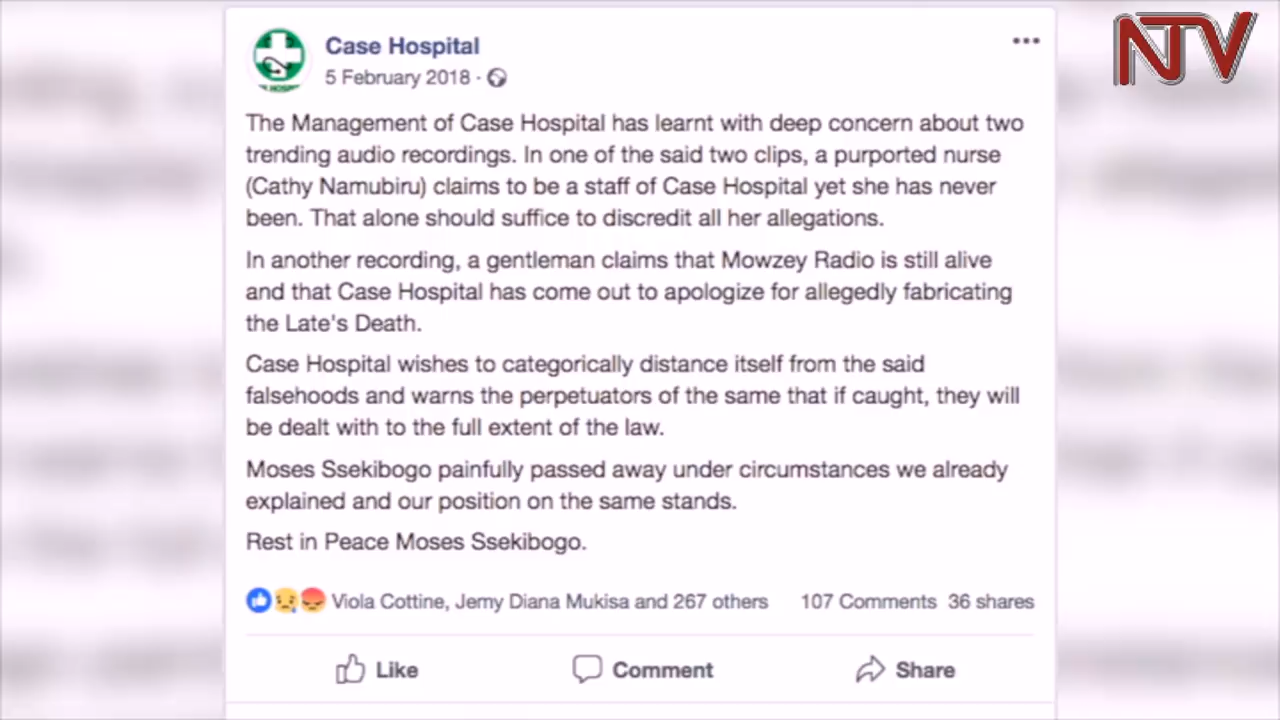 NTV
Case Hospital
5 February 2018 ·
The Management of Case Hospital has learnt with deep concern about two
trending audio recordings. In one of the said two clips, a purported nurse
(Cathy Namubiru) claims to be a staff of Case Hospital yet she has never
been. That alone should suffice to discredit all her allegations.
In another recording, a gentleman claims that Mowzey Radio is still alive
and that Case Hospital has come out to apologize for allegedly fabricating
the Late's Death.
Case Hospital wishes to categorically distance itself from the said
falsehoods and warns the perpetuators of the same that if caught, they will
be dealt with to the full extent of the law.
Moses Ssekibogo painfully passed away under circumstances we already
explained and our position on the same stands.
Rest in Peace Moses Ssekibogo.
Viola Cottine, Jemy Diana Mukisa and 267 others 107 Comments 36 shares
Like Comment Share